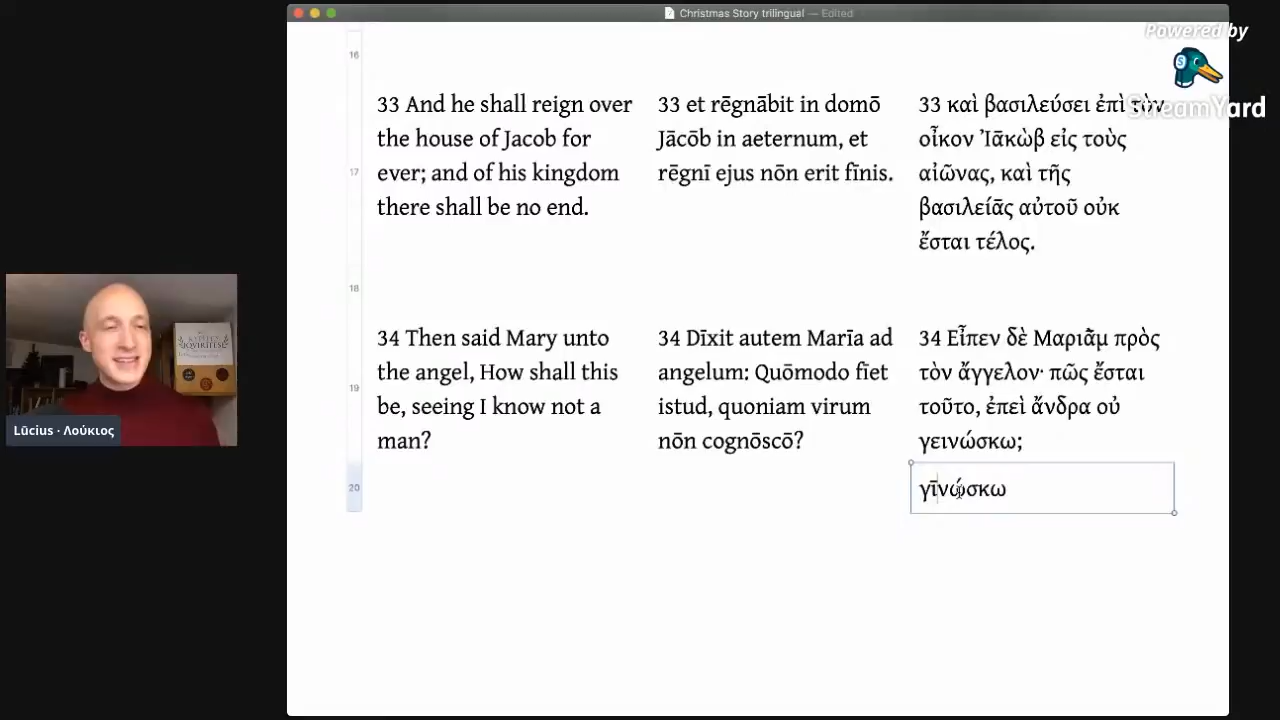 Christmas Story trilingual — Edited
Powered by
StreamYard
16
33 And he shall reign over
the house of Jacob for
ever; and of his kingdom
there shall be no end.
33 et rēgnābit in domō
Jācōb in aeternum, et
rēgnī ejus nōn erit fīnis.
33 καὶ βασιλεύσει ἐπὶ τὸν
οἶκον Ἰᾱκὼβ εἰς τοὺς
αἰῶνας, καὶ τῆς
βασιλείᾱς αὐτοῦ οὐκ
ἔσται τέλος.
17
18
34 Then said Mary unto
the angel, How shall this
be, seeing I know not a
man?
34 Dīxit autem Marīa ad
angelum: Quōmodo fīet
istud, quoniam virum
nōn cognōscō?
34 Εἶπεν δὲ Μαριᾱ̀μ πρὸς
τὸν ἄγγελον· πῶς ἔσται
τοῦτο, ἐπεὶ ἄνδρα οὐ
γεινώσκω;
19
20
γῑνώσκω
Lūcius · Λούκιος